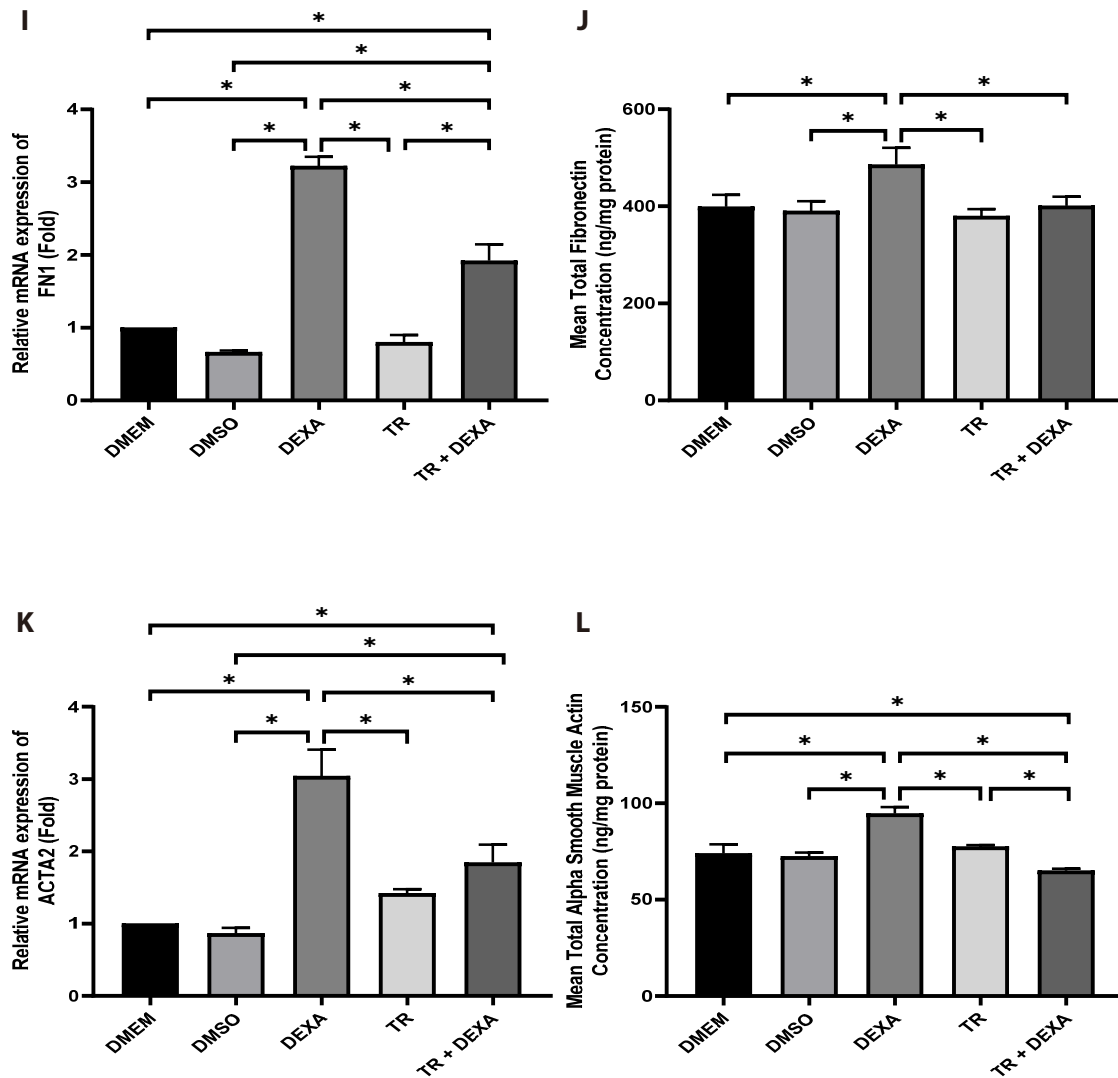 I
*
*
*
*
*
*
*
Relative mRNA expression of
FN1 (Fold)
4
3
2
1
0
DMEM
DMSO
DEXA
TR
TR + DEXA
J
*
*
*
*
Mean Total Fibronectin
Concentration (ng/mg protein)
600
400
200
0
DMEM
DMSO
DEXA
TR
TR + DEXA
K
*
*
*
*
*
*
Relative mRNA expression of
ACTA2 (Fold)
4
3
2
1
0
DMEM
DMSO
DEXA
TR
TR + DEXA
L
*
*
*
*
*
*
Mean Total Alpha Smooth Muscle Actin
Concentration (ng/mg protein)
150
100
50
0
DMEM
DMSO
DEXA
TR
TR + DEXA